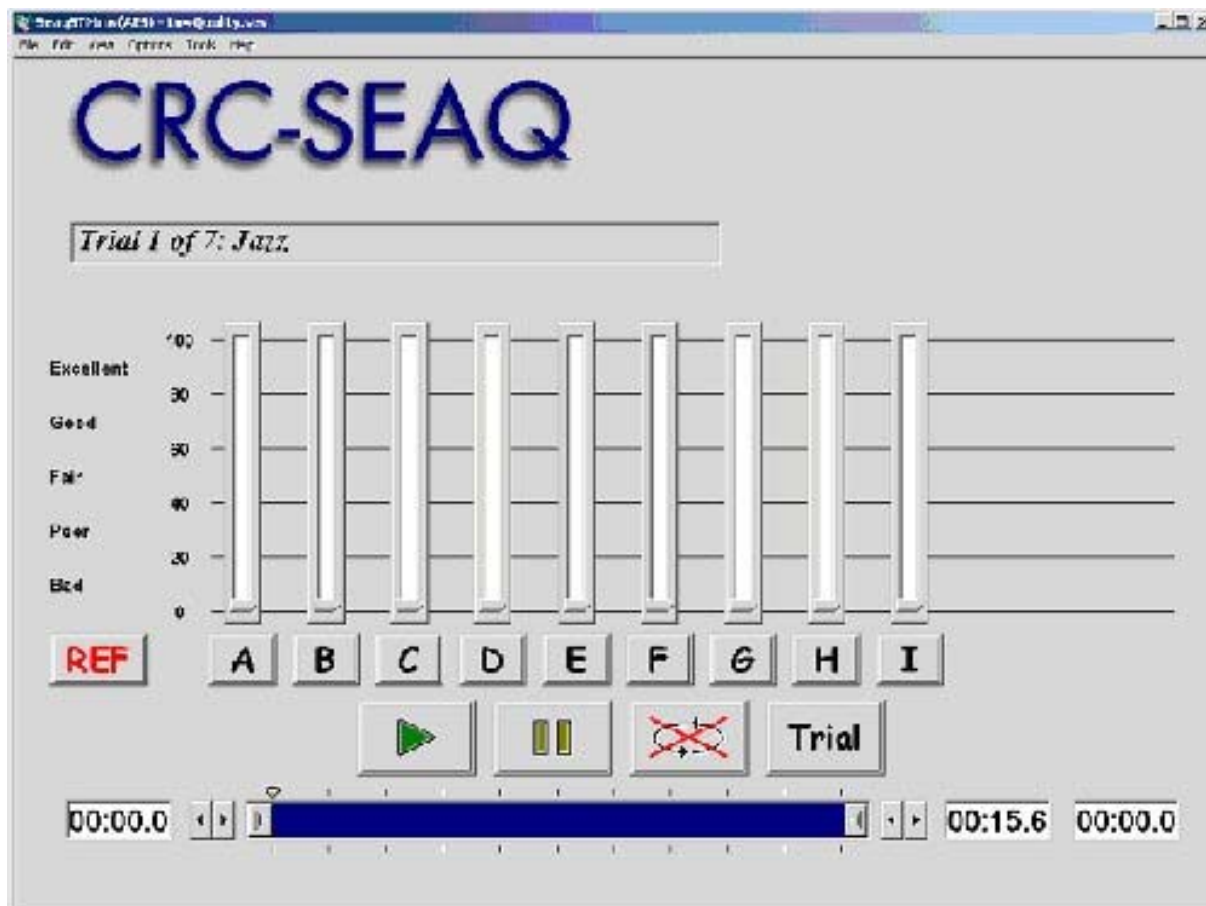 File Edit View Options Tools Help
CRC-SEAQ
Trial 1 of 7: Jazz
100
Excellent
80
Good
60
Fair
40
Poor
20
Bad
0
REF A B C D E F G H I
Trial
00:00.0 00:15.6 00:00.0